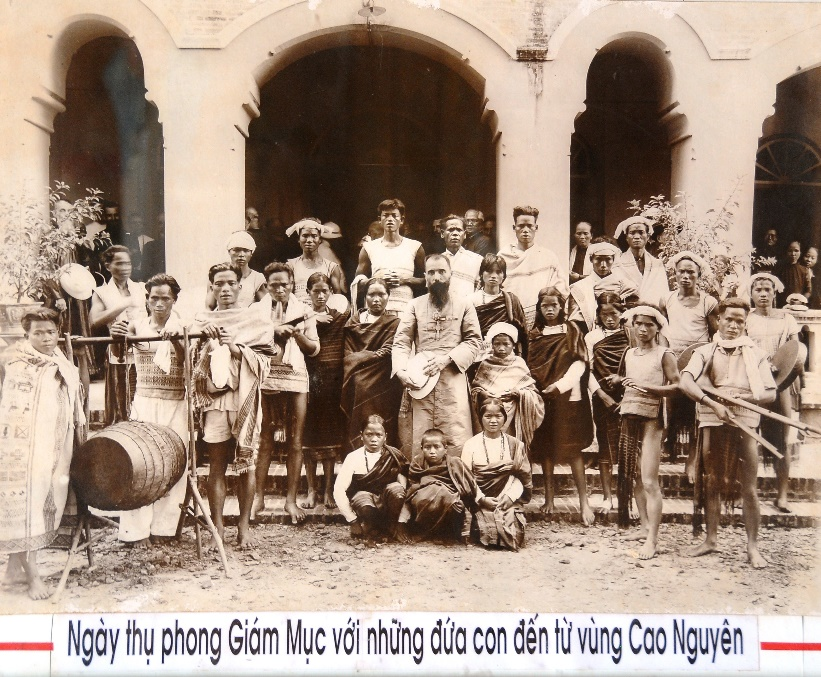 Ngày thụ phong Giám Mục với những đứa con đến từ vùng Cao Nguyên